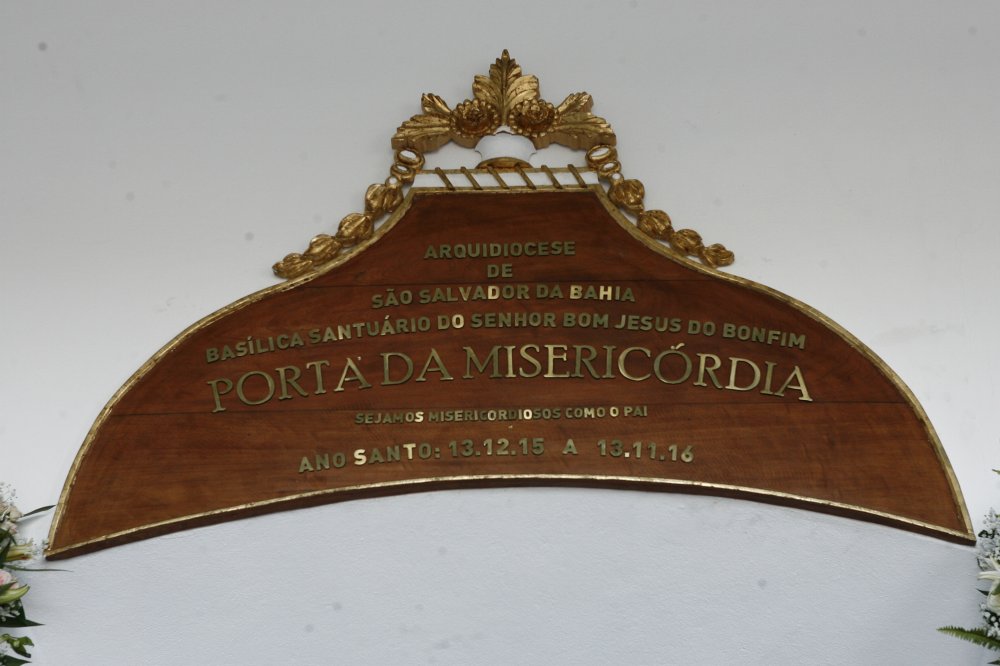 ARQUIDIOCESE
DE
SÃO SALVADOR DA BAHIA
BASÍLICA SANTUÁRIO DO SENHOR BOM JESUS DO BONFIM
PORTA DA MISERICÓRDIA
SEJAMOS MISERICORDIOSOS COMO O PAI
ANO SANTO: 13.12.15 A 13.11.16